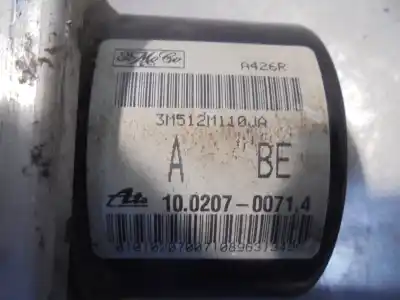 FoMoCo A426R
3M512M110JA
A BE
Ate 10.0207-0071.4